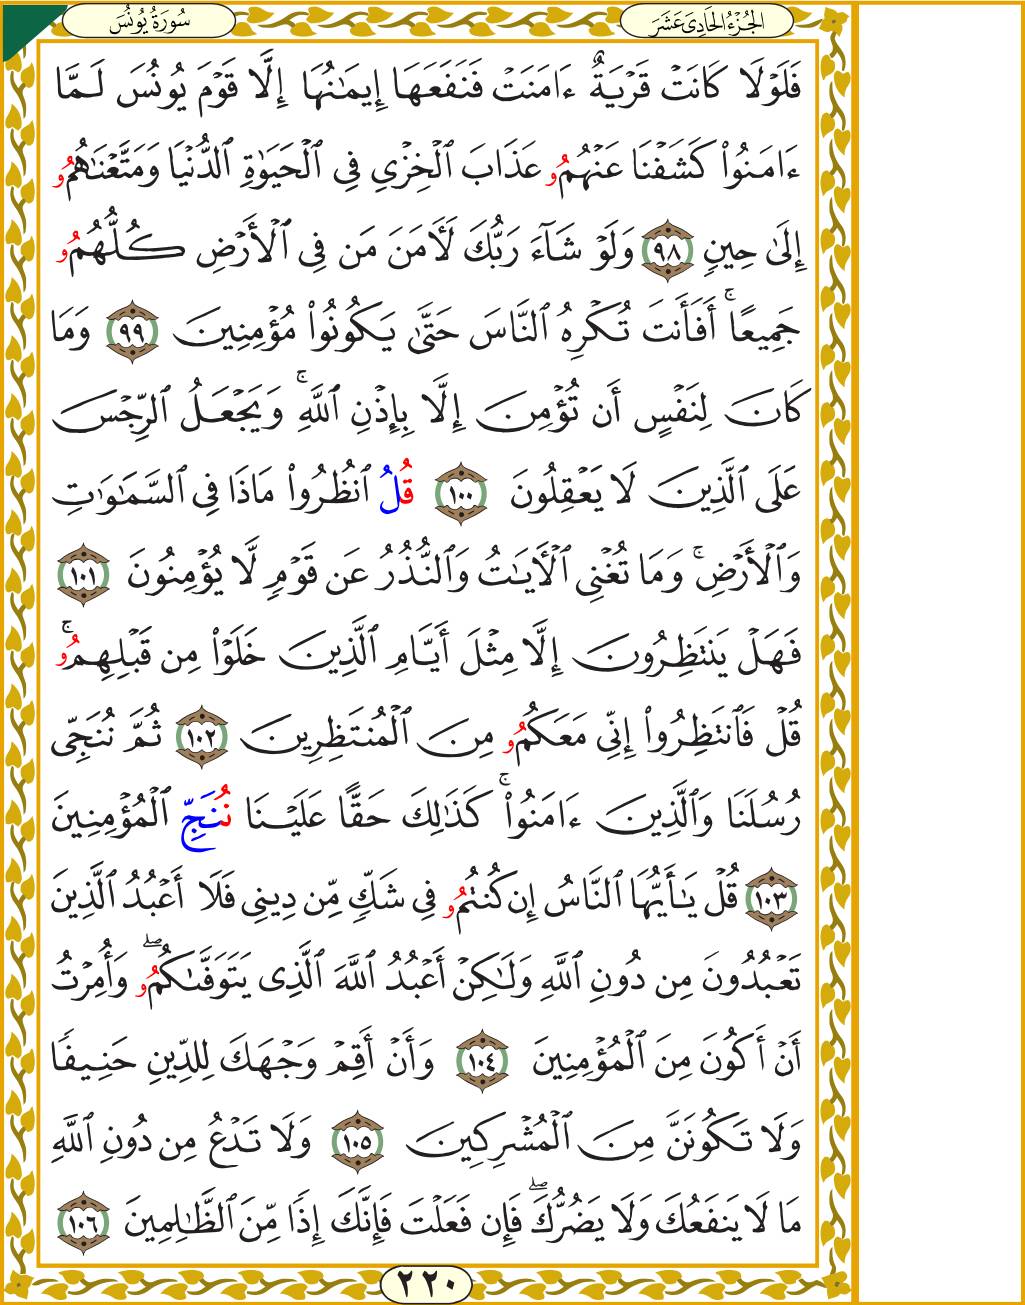 سُورَةُ يُونُسَ
الجُزْءُ الحَادِي عَشَرَ
فَلَوْلَا كَانَتْ قَرْيَةٌ ءَامَنَتْ فَنَفَعَهَا إِيمَٰنُهَا إِلَّا قَوْمَ يُونُسَ لَمَّا
ءَامَنُوا۟ كَشَفْنَا عَنْهُمُۥ عَذَابَ ٱلْخِزْىِ فِى ٱلْحَيَوٰةِ ٱلدُّنْيَا وَمَتَّعْنَٰهُمُۥ
إِلَىٰ حِينٍ ٩٨ وَلَوْ شَآءَ رَبُّكَ لَأٓمَنَ مَن فِى ٱلْأَرْضِ كُلُّهُمُۥ
جَمِيعًا ۚ أَفَأَنتَ تُكْرِهُ ٱلنَّاسَ حَتَّىٰ يَكُونُوا۟ مُؤْمِنِينَ ٩٩ وَمَا
كَانَ لِنَفْسٍ أَن تُؤْمِنَ إِلَّا بِإِذْنِ ٱللَّهِ ۚ وَيَجْعَلُ ٱلرِّجْسَ
عَلَى ٱلَّذِينَ لَا يَعْقِلُونَ ١٠٠ قُلُ ٱنظُرُوا۟ مَاذَا فِى ٱلسَّمَٰوَٰتِ
وَٱلْأَرْضِ ۚ وَمَا تُغْنِى ٱلْأَيَٰتُ وَٱلنُّذُرُ عَن قَوْمٍ لَّا يُؤْمِنُونَ ١٠١
فَهَلْ يَنتَظِرُونَ إِلَّا مِثْلَ أَيَّامِ ٱلَّذِينَ خَلَوْا۟ مِن قَبْلِهِمُۥ ۚ
قُلْ فَٱنتَظِرُوا۟ إِنِّى مَعَكُمُۥ مِنَ ٱلْمُنتَظِرِينَ ١٠٢ ثُمَّ نُنَجِّى
رُسُلَنَا وَٱلَّذِينَ ءَامَنُوا۟ ۚ كَذَٰلِكَ حَقًّا عَلَيْنَا نُنَجِّ ٱلْمُؤْمِنِينَ
١٠٣ قُلْ يَٰٓأَيُّهَا ٱلنَّاسُ إِن كُنتُمُۥ فِى شَكٍّ مِّن دِينِى فَلَا أَعْبُدُ ٱلَّذِينَ
تَعْبُدُونَ مِن دُونِ ٱللَّهِ وَلَٰكِنْ أَعْبُدُ ٱللَّهَ ٱلَّذِى يَتَوَفَّىٰكُمُۥ ۖ وَأُمِرْتُ
أَنْ أَكُونَ مِنَ ٱلْمُؤْمِنِينَ ١٠٤ وَأَنْ أَقِمْ وَجْهَكَ لِلدِّينِ حَنِيفًا
وَلَا تَكُونَنَّ مِنَ ٱلْمُشْرِكِينَ ١٠٥ وَلَا تَدْعُ مِن دُونِ ٱللَّهِ
مَا لَا يَنفَعُكَ وَلَا يَضُرُّكَ ۖ فَإِن فَعَلْتَ فَإِنَّكَ إِذًا مِّنَ ٱلظَّٰلِمِينَ ١٠٦
٢٢٠